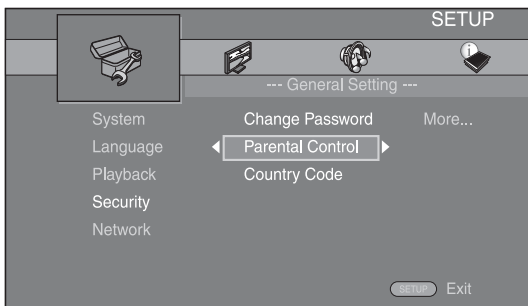 SETUP
--- General Setting ---
System Change Password More...
Language Parental Control
Playback Country Code
Security
Network
SETUP Exit